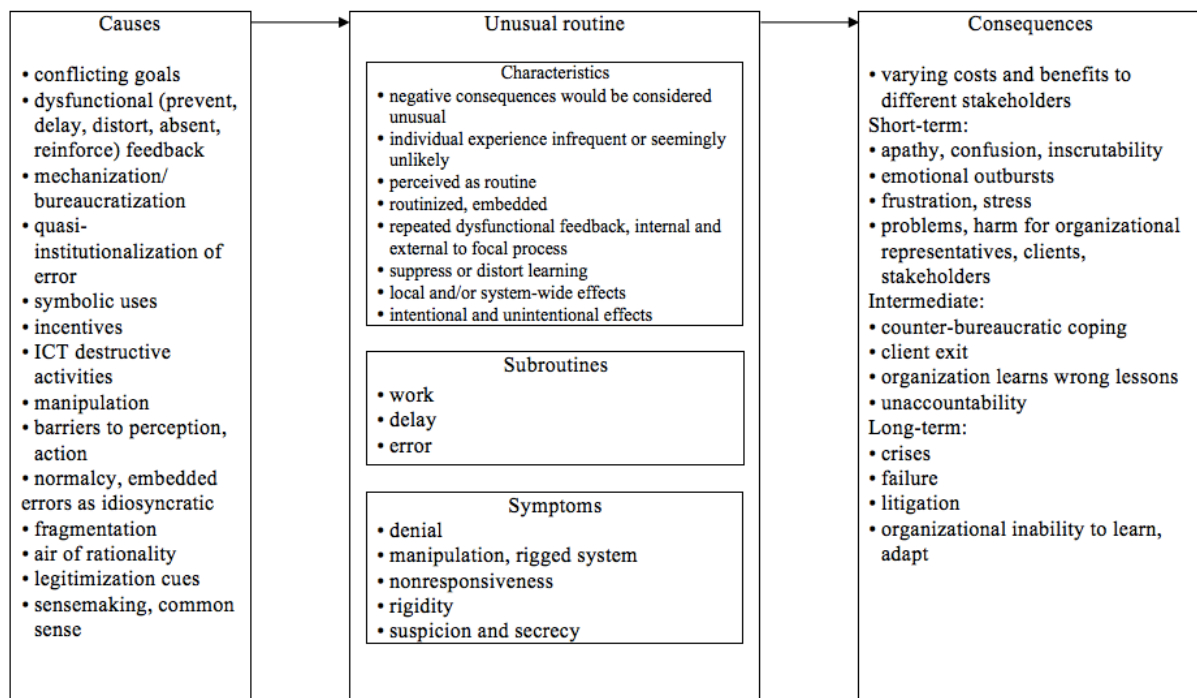 Causes
• conflicting goals
• dysfunctional (prevent,
delay, distort, absent,
reinforce) feedback
• mechanization/
bureaucratization
• quasi-
institutionalization of
error
• symbolic uses
• incentives
• ICT destructive
activities
• manipulation
• barriers to perception,
action
• normalcy, embedded
errors as idiosyncratic
• fragmentation
• air of rationality
• legitimization cues
• sensemaking, common
sense
Unusual routine
Characteristics
• negative consequences would be considered
unusual
• individual experience infrequent or seemingly
unlikely
• perceived as routine
• routinized, embedded
• repeated dysfunctional feedback, internal and
external to focal process
• suppress or distort learning
• local and/or system-wide effects
• intentional and unintentional effects
Subroutines
• work
• delay
• error
Symptoms
• denial
• manipulation, rigged system
• nonresponsiveness
• rigidity
• suspicion and secrecy
Consequences
• varying costs and benefits to
different stakeholders
Short-term:
• apathy, confusion, inscrutability
• emotional outbursts
• frustration, stress
• problems, harm for organizational
representatives, clients,
stakeholders
Intermediate:
• counter-bureaucratic coping
• client exit
• organization learns wrong lessons
• unaccountability
Long-term:
• crises
• failure
• litigation
• organizational inability to learn,
adapt